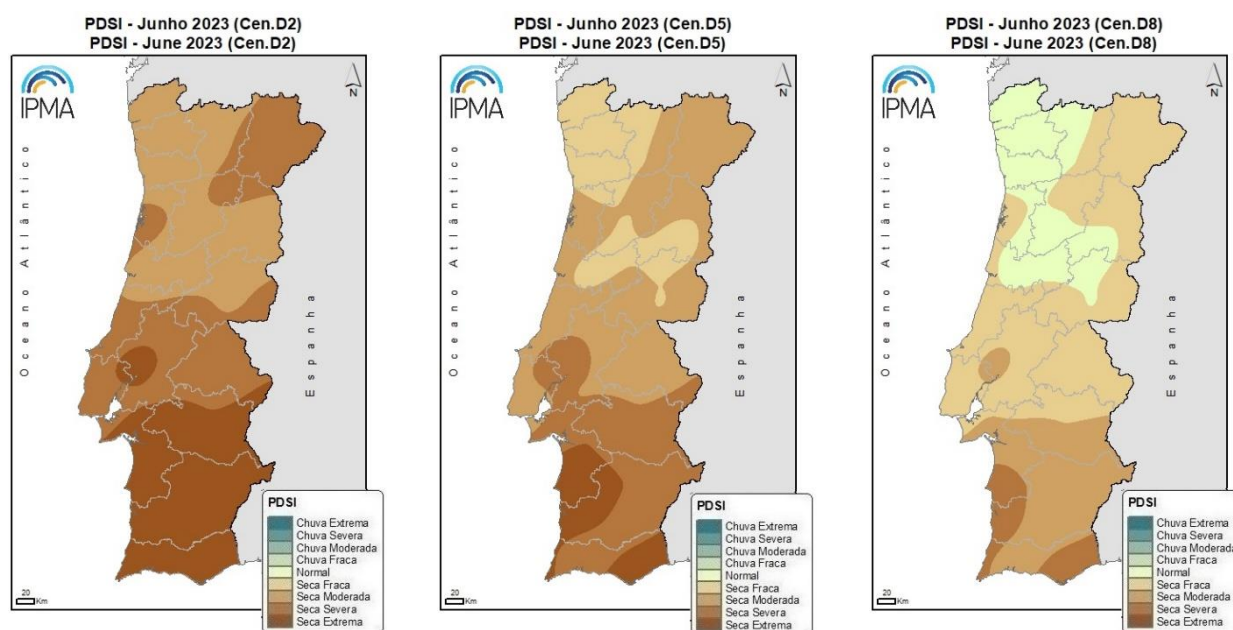 PDSI - Junho 2023 (Cen.D2)
PDSI - June 2023 (Cen.D2)
IPMA
N
Oceano Atlântico
Espanha
20
Km
PDSI
Chuva Extrema
Chuva Severa
Chuva Moderada
Chuva Fraca
Normal
Seca Fraca
Seca Moderada
Seca Severa
Seca Extrema
PDSI - Junho 2023 (Cen.D5)
PDSI - June 2023 (Cen.D5)
IPMA
N
Oceano Atlântico
Espanha
20
Km
PDSI
Chuva Extrema
Chuva Severa
Chuva Moderada
Chuva Fraca
Normal
Seca Fraca
Seca Moderada
Seca Severa
Seca Extrema
PDSI - Junho 2023 (Cen.D8)
PDSI - June 2023 (Cen.D8)
IPMA
N
Oceano Atlântico
Espanha
20
Km
PDSI
Chuva Extrema
Chuva Severa
Chuva Moderada
Chuva Fraca
Normal
Seca Fraca
Seca Moderada
Seca Severa
Seca Extrema